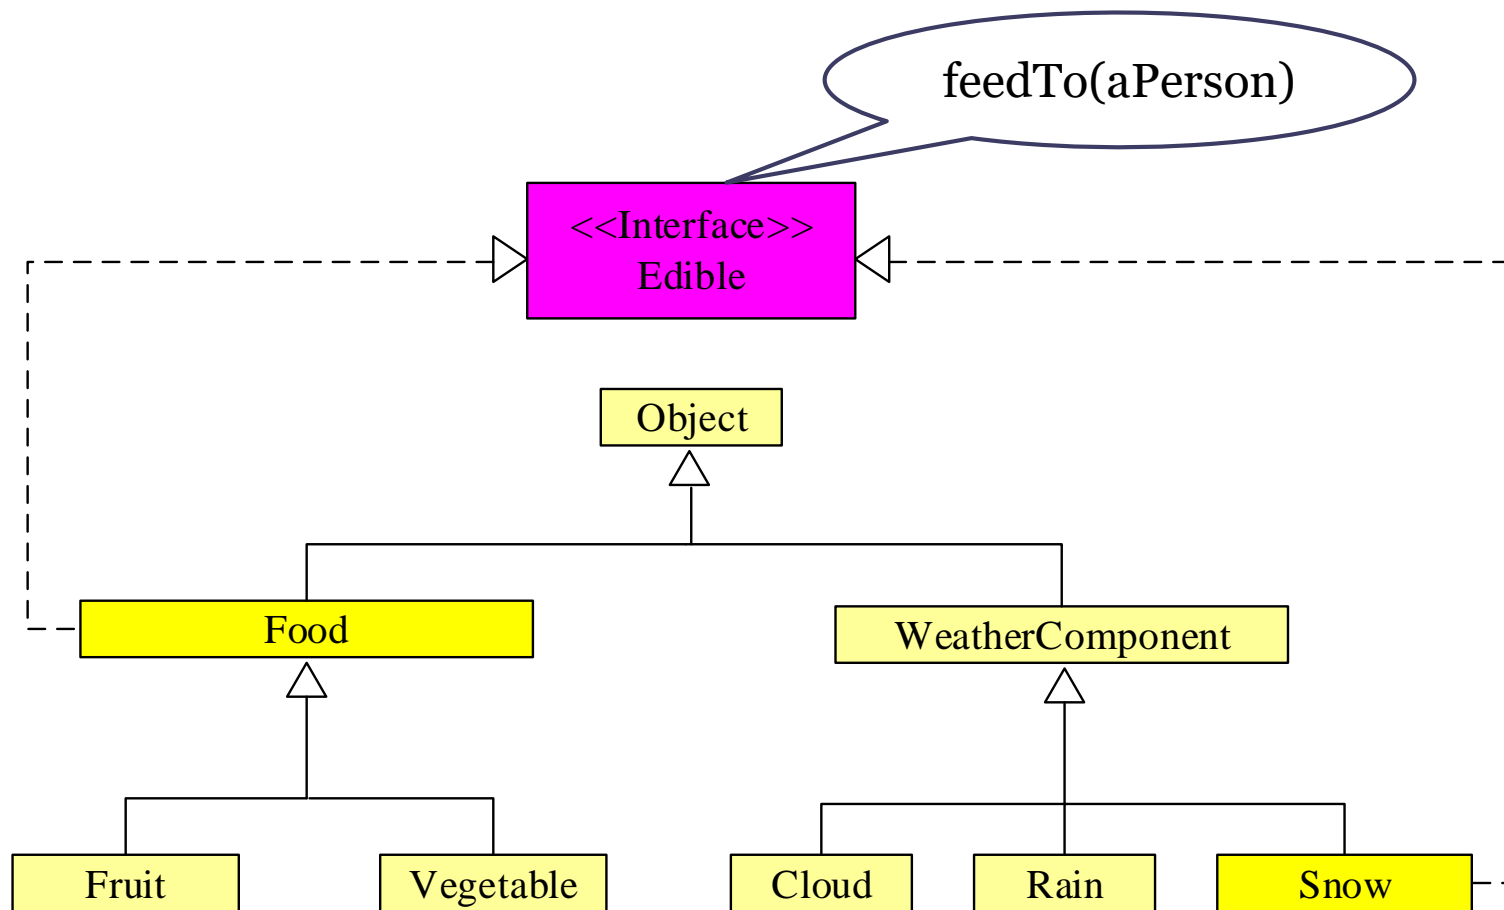 feedTo(aPerson)
<<Interface>>
Edible
Object
Food
WeatherComponent
Fruit
Vegetable
Cloud
Rain
Snow